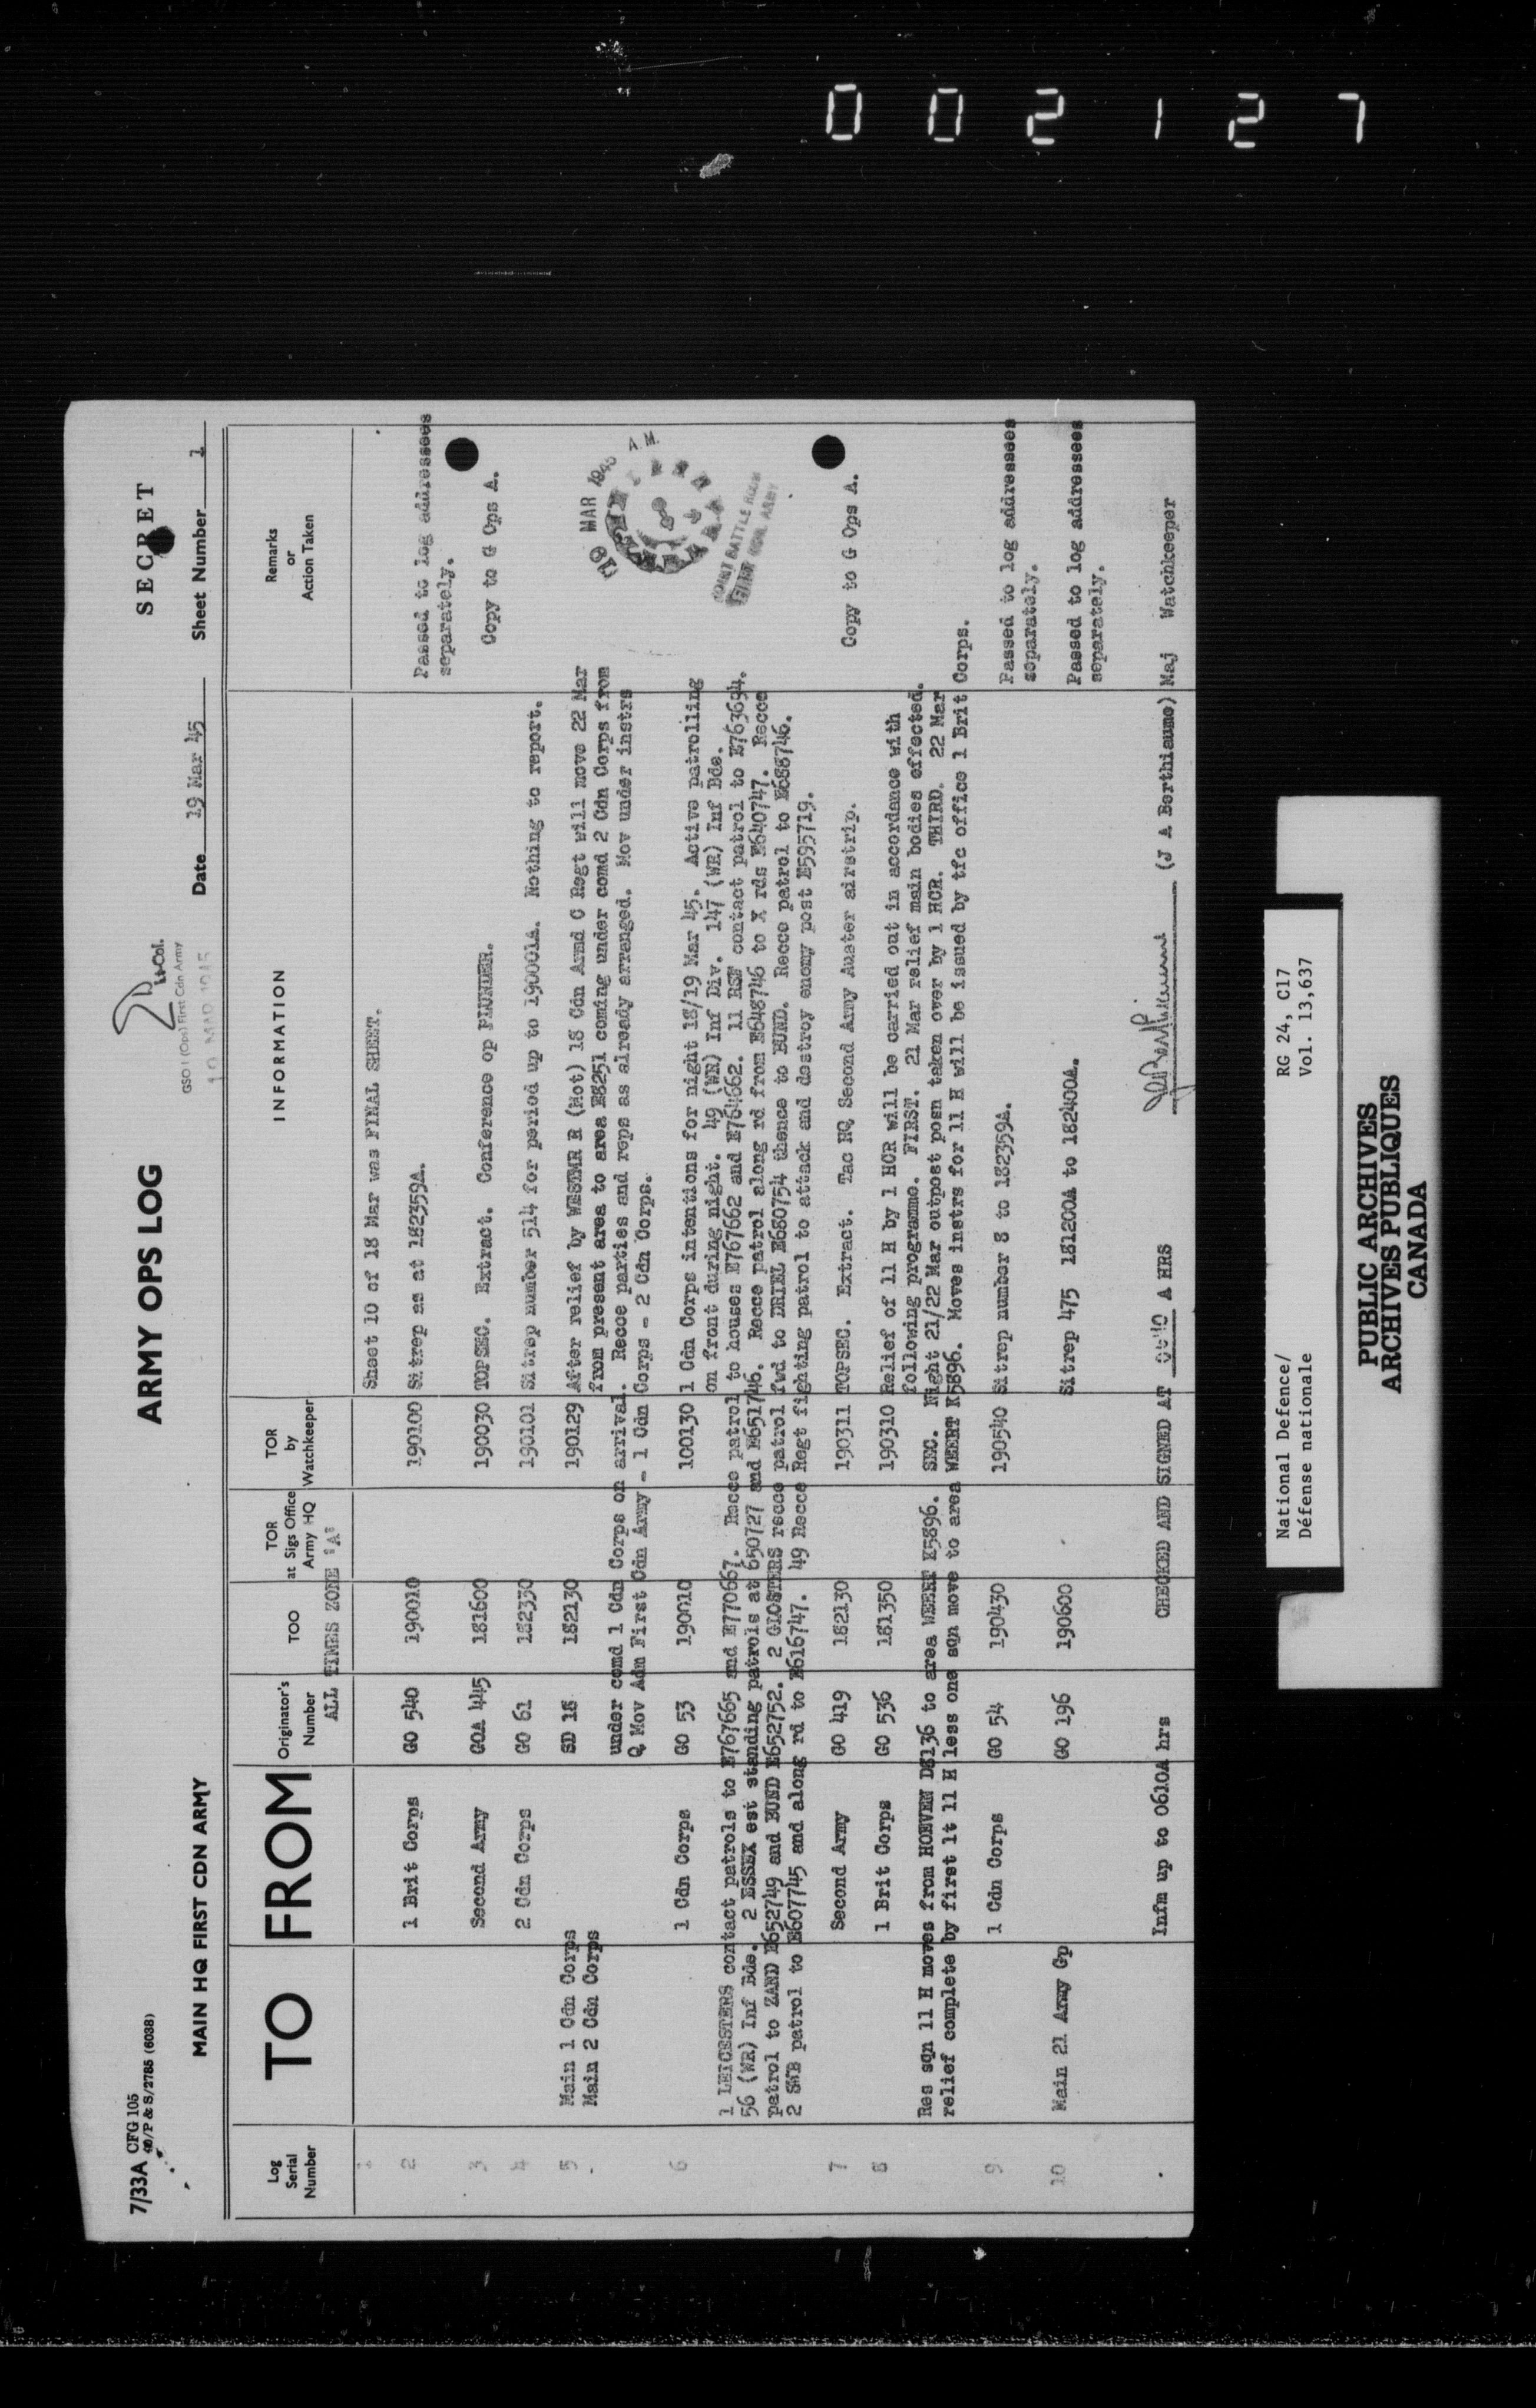 0 0 2 1 2 7
7/33A CFG 105
40/P & S/2785 (6038)
ARMY OPS LOG
SECRET
MAIN HQ FIRST CDN ARMY
Lt-Col.
GSO 1 (Ops) First Cdn Army
19 MAR 1945
Date 19 Mar 45 Sheet Number 1
Log Serial Number
TO
FROM
Originator's Number
TOO
TOR at Sigs Office Army HQ
TOR by Watchkeeper
INFORMATION
Remarks or Action Taken
ALL TIMES ZONE 'A'
Sheet 10 of 18 Mar was FINAL SHEET.
2 1 Brit Corps GO 540 190010 190100 Sitrep as at 182359A. Passed to log addressees
separately.
3 Second Army GOA 445 181600 190030 TOPSEC. Extract. Conference op PLUNDER. Copy to G Ops A.
4 2 Cdn Corps GO 61 182330 190101 Sitrep number 514 for period up to 190001A. Nothing to report.
5 Main 1 Cdn Corps SD 18 182130 190129 After relief by WESTMR R (Mot) 18 Cdn Armd C Regt will move 22 Mar
Main 2 Cdn Corps from present area to area E8251 coming under comd 2 Cdn Corps from
under comd 1 Cdn Corps on arrival. Recce parties and reps as already arranged. Mov under instrs
Q Mov Adm First Cdn Army - 1 Cdn Corps - 2 Cdn Corps.
09 MAR 1945 A M
JOINT BATTLE ROOM
FIRST CDN. ARMY
6 1 Cdn Corps GO 53 190010 100130 1 Cdn Corps intentions for night 18/19 Mar 45. Active patrolling
on front during night. 49 (WR) Inf Div. 147 (WR) Inf Bde.
1 LEICESTERS contact patrols to E767665 and E770667. Recce patrol to houses E767662 and E764662. 11 RSF contact patrol to E763694.
56 (WR) Inf Bde. 2 ESSEX est standing patrols at 650727 and E651746. Recce patrol along rd from E648746 to X rds E640747. Recce
patrol to ZAND E652749 and BUND E652752. 2 GLOSTERS recce patrol fwd to DRIEL E680754 thence to BUND. Recce patrol to E688746.
2 SWB patrol to E607745 and along rd to E616747. 49 Recce Regt fighting patrol to attack and destroy enemy post E595719.
7 Second Army GO 419 182130 190311 TOPSEC. Extract. Tac HQ Second Army Auster airstrip. Copy to G Ops A.
8 1 Brit Corps GO 536 181350 190310 Relief of 11 H by 1 HCR will be carried out in accordance with
following programme. FIRST. 21 Mar relief main bodies effected.
Res sqn 11 H moves from HOEVEN D8136 to area WEERT K5896. SEC. Night 21/22 Mar outpost posn taken over by 1 HCR. THIRD. 22 Mar
relief complete by first lt 11 H less one sqn move to area WEERT K5896. Moves instrs for 11 H will be issued by tfc office 1 Brit Corps.
9 1 Cdn Corps GO 54 190430 190540 Sitrep number 8 to 182359A. Passed to log addressees
separately.
10 Main 21 Army Gp GO 196 190600 Sitrep 475 181200A to 182400A. Passed to log addressees
separately.
Infm up to 0610A hrs CHECKED AND SIGNED AT 0640 A HRS (J A Berthiaume) Maj Watchkeeper
National Defence/
Défense nationale
RG 24, C17
Vol. 13,637
PUBLIC ARCHIVES
ARCHIVES PUBLIQUES
CANADA